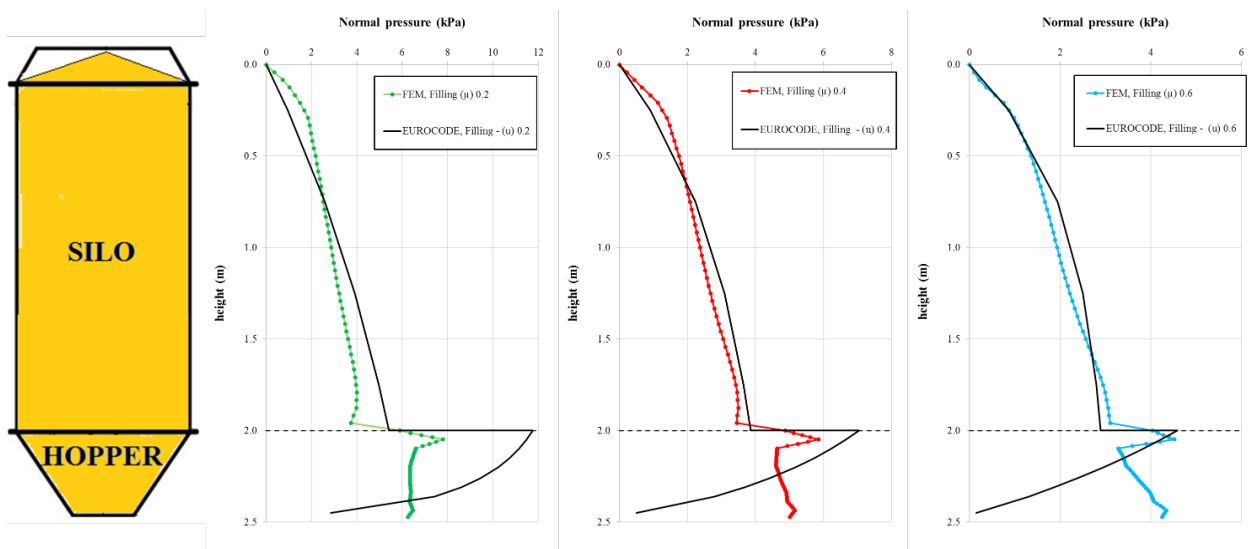 SILO
HOPPER
Normal pressure (kPa)
0 2 4 6 8 10 12
0.0
0.5
1.0
1.5
2.0
2.5
height (m)
FEM, Filling (μ) 0.2
EUROCODE, Filling - (u) 0.2
Normal pressure (kPa)
0 2 4 6 8
0.0
0.5
1.0
1.5
2.0
2.5
height (m)
FEM, Filling (μ) 0.4
EUROCODE, Filling - (u) 0.4
Normal pressure (kPa)
0 2 4 6
0.0
0.5
1.0
1.5
2.0
2.5
height (m)
FEM, Filling (μ) 0.6
EUROCODE, Filling - (u) 0.6